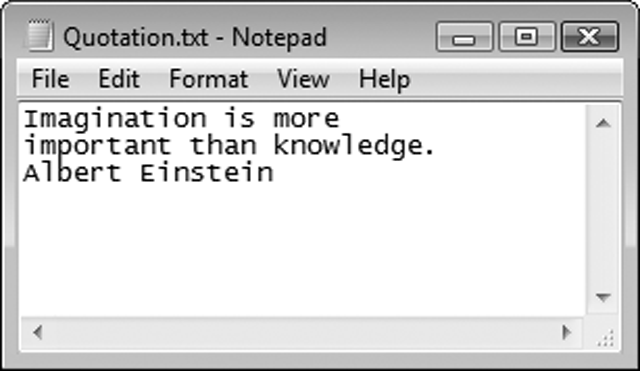 Quotation.txt - Notepad
File Edit Format View Help
Imagination is more
important than knowledge.
Albert Einstein